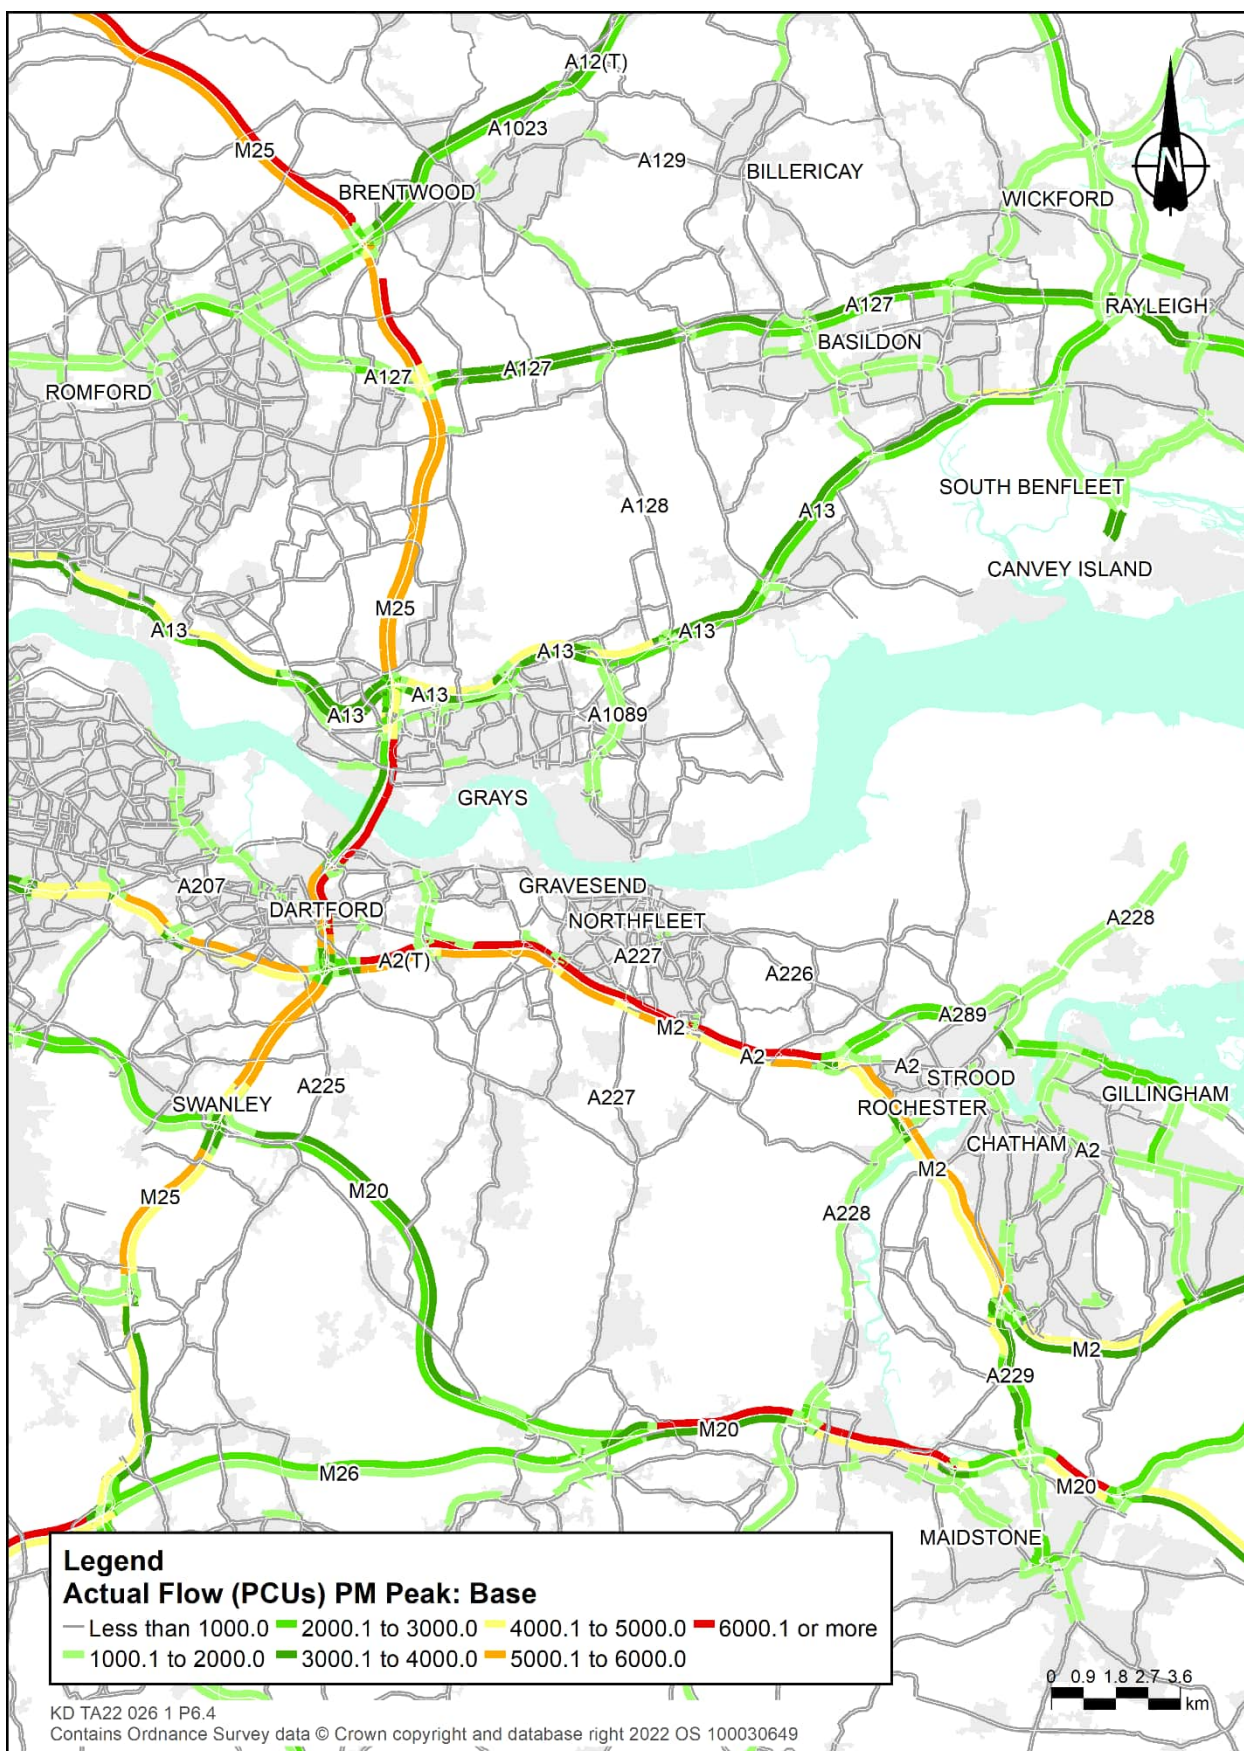 A12(T)
A1023
M25
A129
BILLERICAY
BRENTWOOD
WICKFORD
N
A127
RAYLEIGH
BASILDON
A127
A127
ROMFORD
SOUTH BENFLEET
A128
A13
CANVEY ISLAND
M25
A13
A13
A13
A13
A13
A1089
GRAYS
A207
GRAVESEND
DARTFORD
NORTHFLEET
A228
A227
A2(T)
A226
A289
M2
A2
A2
STROOD
A225
SWANLEY
A227
ROCHESTER
GILLINGHAM
CHATHAM
A2
M2
M20
M25
A228
M2
A229
M20
M26
M20
MAIDSTONE
Legend
Actual Flow (PCUs) PM Peak: Base
Less than 1000.0 2000.1 to 3000.0 4000.1 to 5000.0 6000.1 or more
1000.1 to 2000.0 3000.1 to 4000.0 5000.1 to 6000.0
0 0.9 1.8 2.7 3.6
km
KD TA22 026 1 P6.4
Contains Ordnance Survey data © Crown copyright and database right 2022 OS 100030649